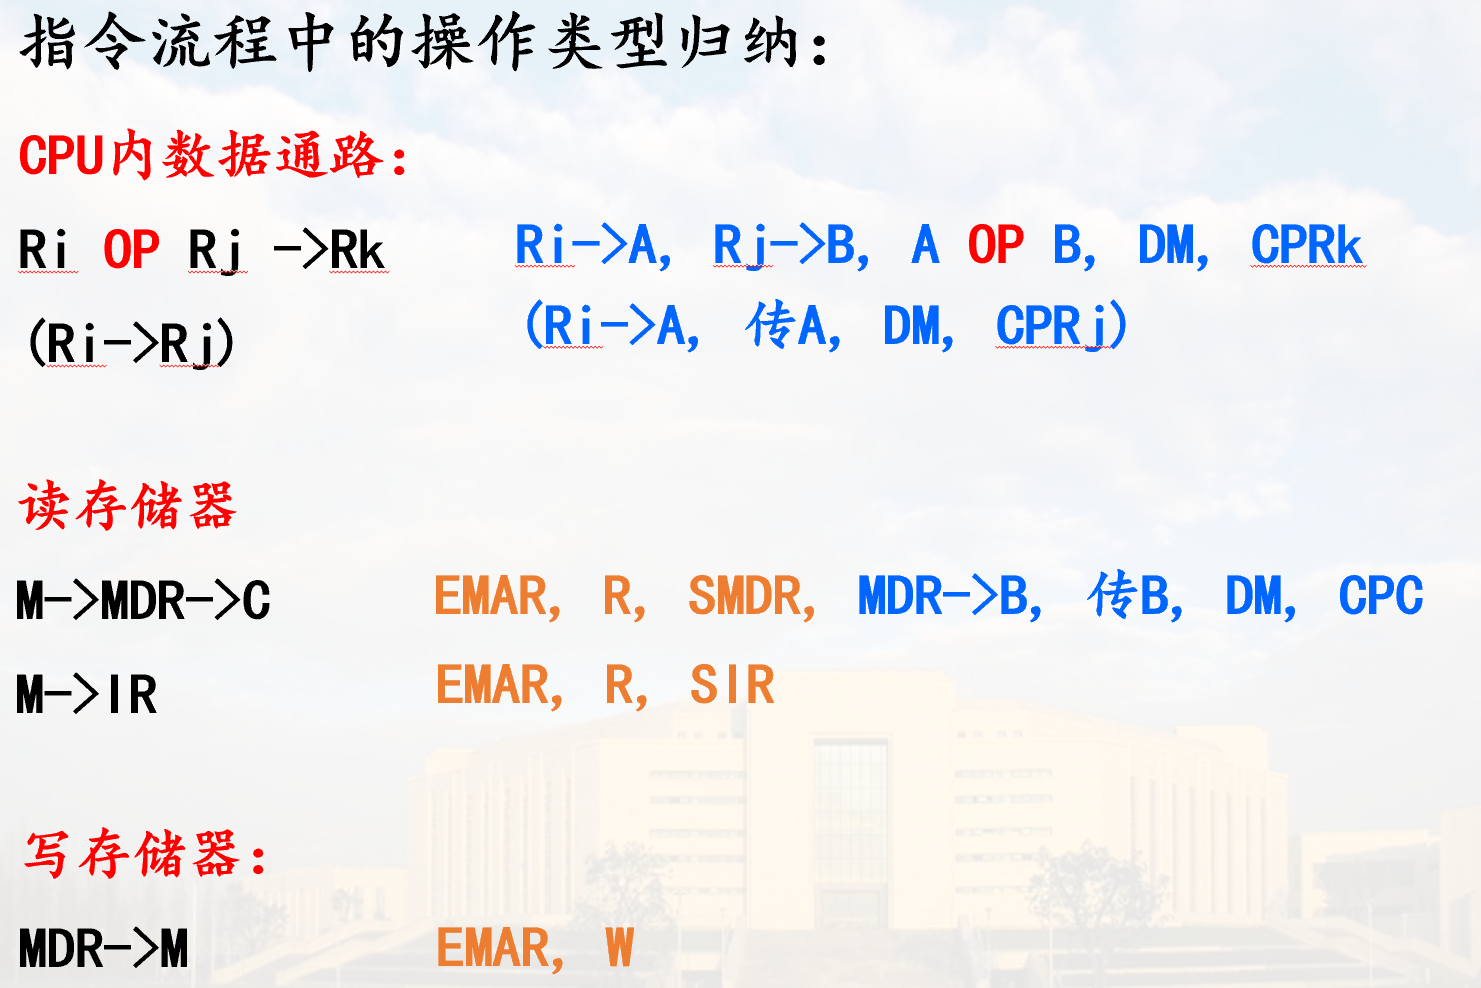 指令流程中的操作类型归纳：
CPU内数据通路：
Ri OP Rj ->Rk    Ri->A, Rj->B, A OP B, DM, CPRk
(Ri->Rj)    (Ri->A, 传A, DM, CPRj)
读存储器
M->MDR->C    EMAR, R, SMDR, MDR->B, 传B, DM, CPC
M->IR    EMAR, R, SIR
写存储器：
MDR->M    EMAR, W